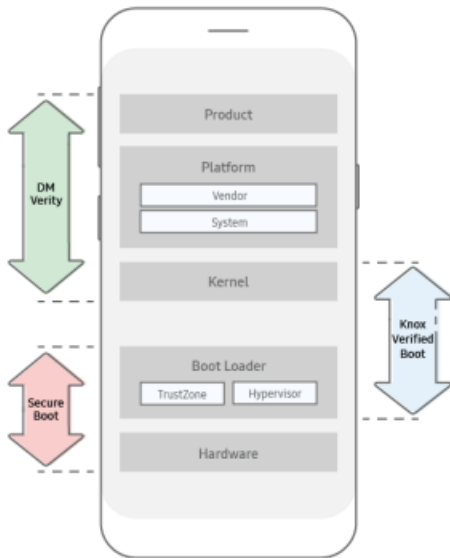 Product
Platform
Vendor
System
Kernel
Boot Loader
TrustZone
Hypervisor
Hardware
DM
Verity
Secure
Boot
Knox
Verified
Boot